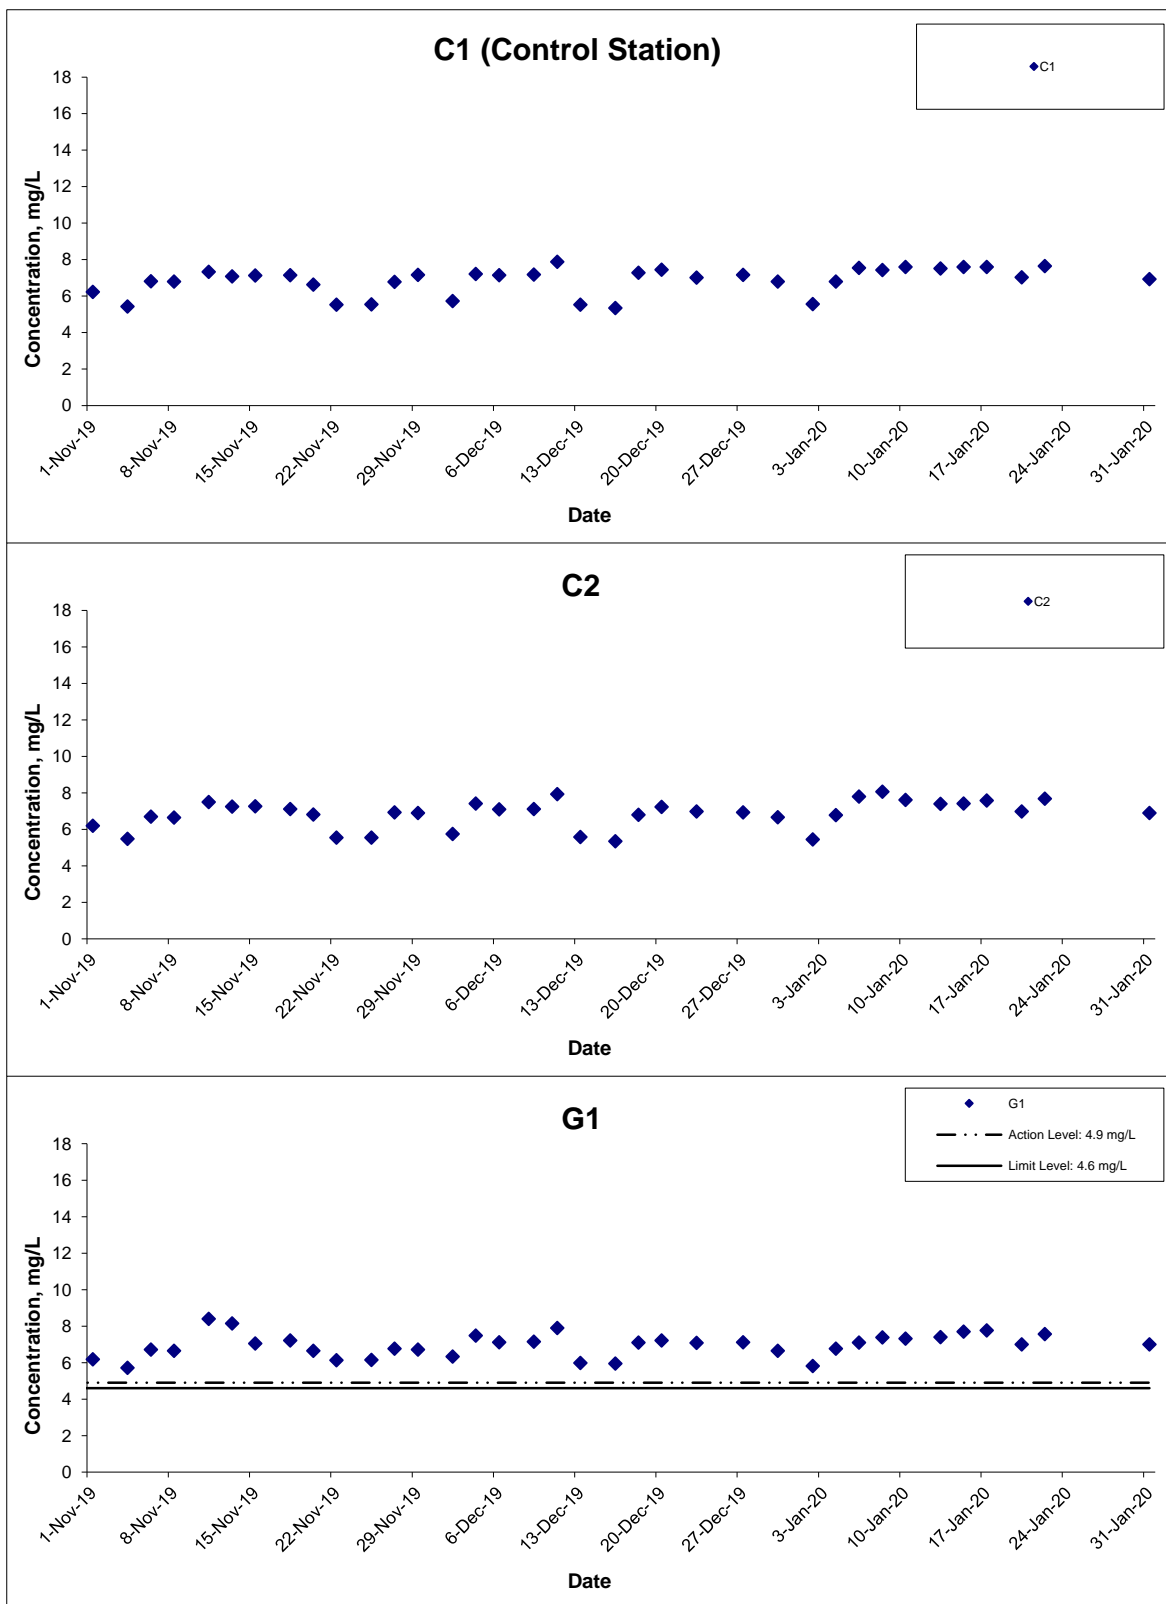 C1 (Control Station)
C1
Concentration, mg/L
18
16
14
12
10
8
6
4
2
0
1-Nov-19
8-Nov-19
15-Nov-19
22-Nov-19
29-Nov-19
6-Dec-19
13-Dec-19
20-Dec-19
27-Dec-19
3-Jan-20
10-Jan-20
17-Jan-20
24-Jan-20
31-Jan-20
Date
C2
C2
Concentration, mg/L
18
16
14
12
10
8
6
4
2
0
1-Nov-19
8-Nov-19
15-Nov-19
22-Nov-19
29-Nov-19
6-Dec-19
13-Dec-19
20-Dec-19
27-Dec-19
3-Jan-20
10-Jan-20
17-Jan-20
24-Jan-20
31-Jan-20
Date
G1
G1
Action Level: 4.9 mg/L
Limit Level: 4.6 mg/L
Concentration, mg/L
18
16
14
12
10
8
6
4
2
0
1-Nov-19
8-Nov-19
15-Nov-19
22-Nov-19
29-Nov-19
6-Dec-19
13-Dec-19
20-Dec-19
27-Dec-19
3-Jan-20
10-Jan-20
17-Jan-20
24-Jan-20
31-Jan-20
Date